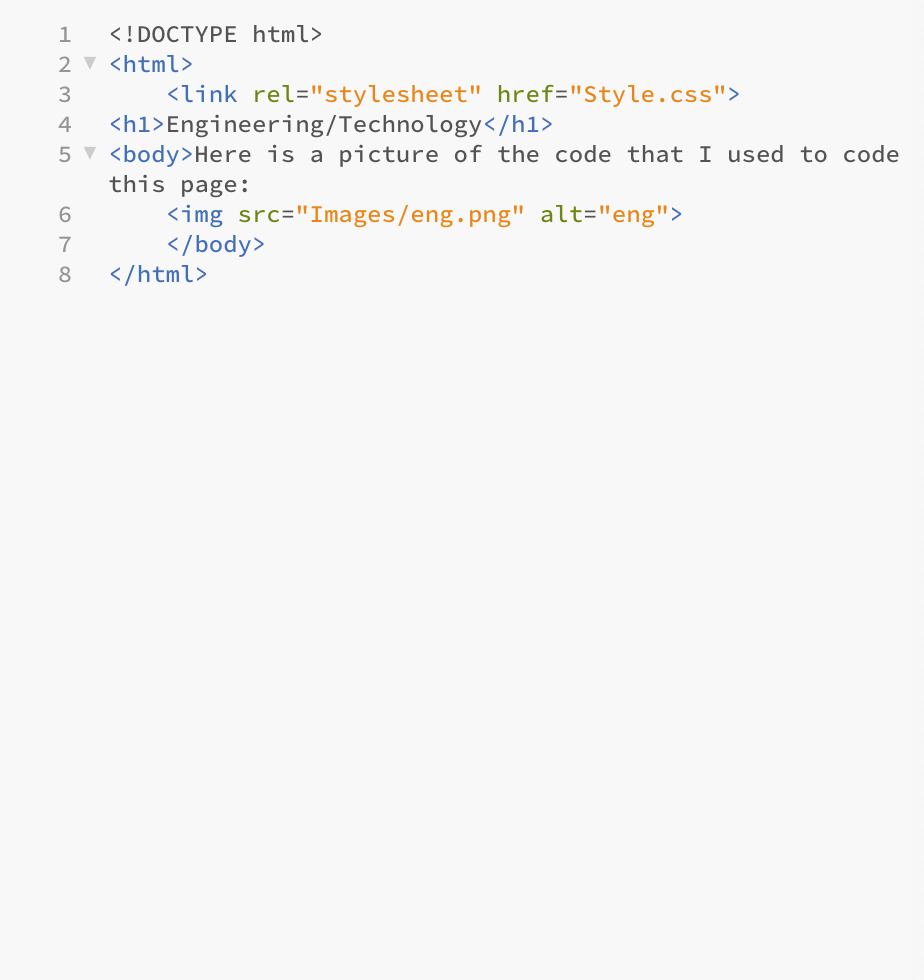 1 <!DOCTYPE html>
2 <html>
3     <link rel="stylesheet" href="Style.css">
4 <h1>Engineering/Technology</h1>
5 <body>Here is a picture of the code that I used to code
this page:
6     <img src="Images/eng.png" alt="eng">
7     </body>
8 </html>